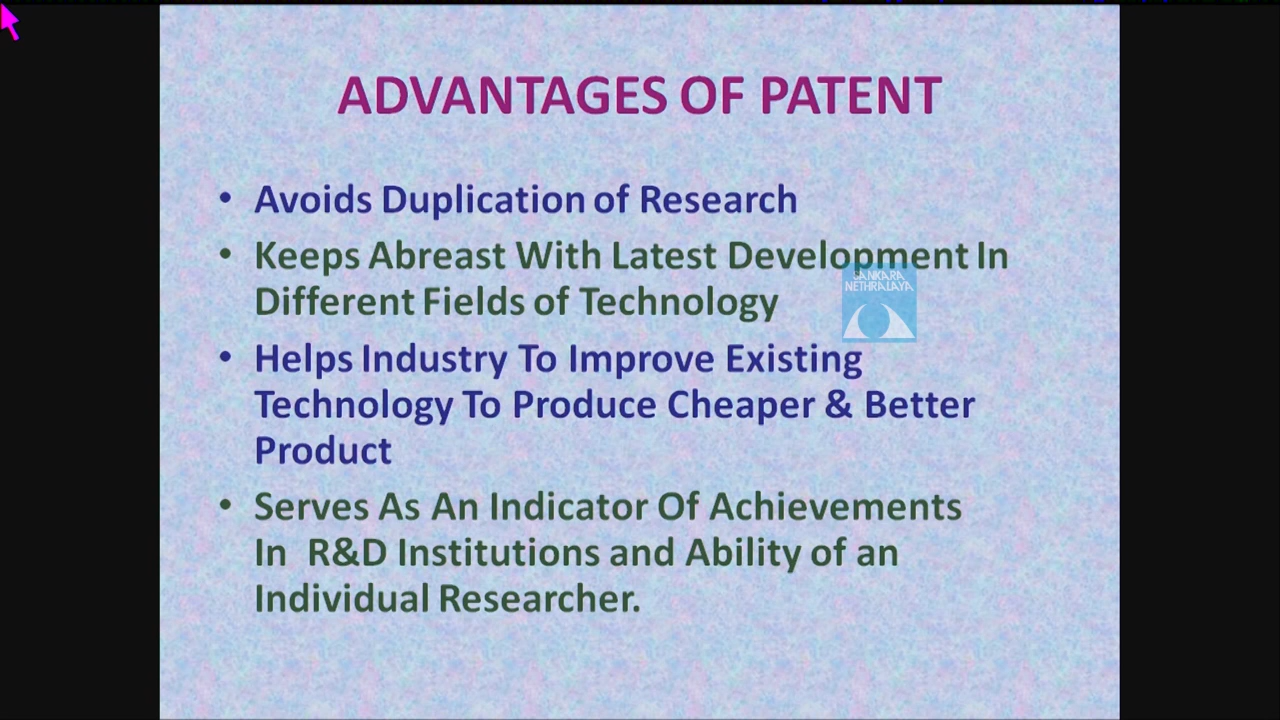 ADVANTAGES OF PATENT
• Avoids Duplication of Research
• Keeps Abreast With Latest Development In
Different Fields of Technology
SANKARA
NETHRALAYA
• Helps Industry To Improve Existing
Technology To Produce Cheaper & Better
Product
• Serves As An Indicator Of Achievements
In R&D Institutions and Ability of an
Individual Researcher.